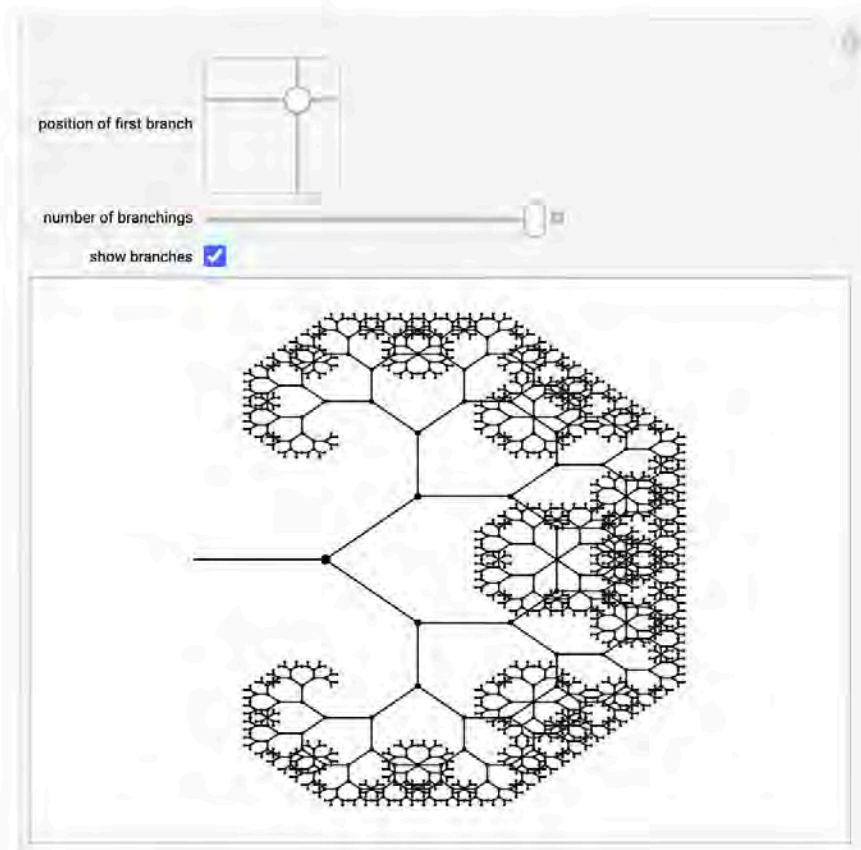 position of first branch
number of branchings
show branches